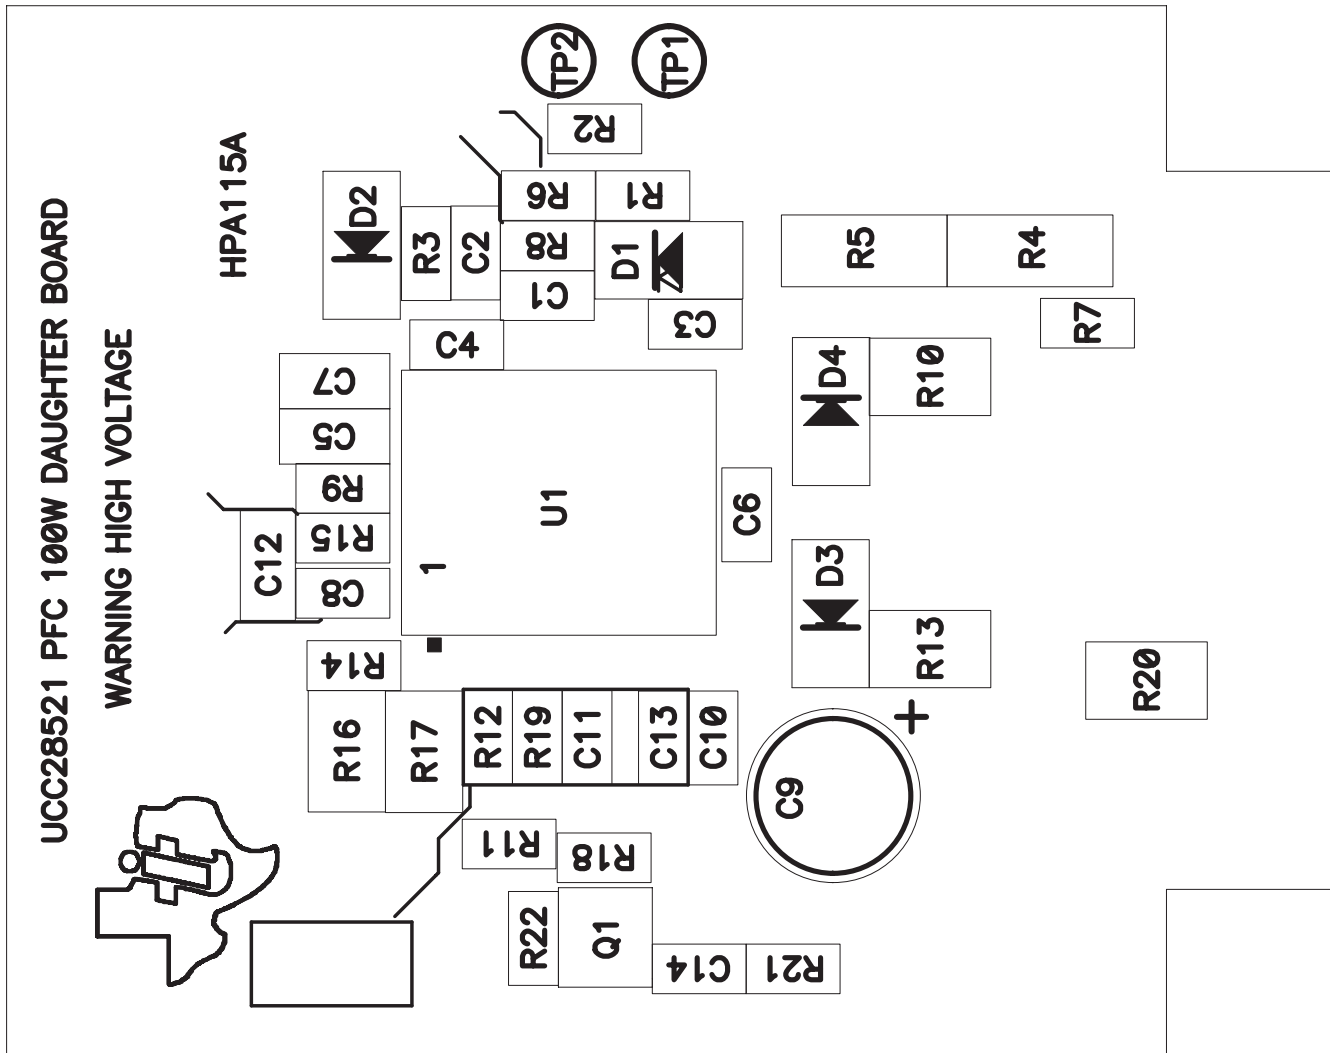 UCC28521 PFC 100W DAUGHTER BOARD
WARNING HIGH VOLTAGE
HPA115A
TP2
TP1
R2
D2
R3
C2
R6
R1
R8
D1
C1
C3
C4
R5
R4
R7
C7
C5
R9
R15
C12
C8
U1
1
C6
D4
R10
D3
R13
R20
R14
R16
R17
R12
R19
C11
C13
C10
C9
+
R11
R18
R22
Q1
C14
R21